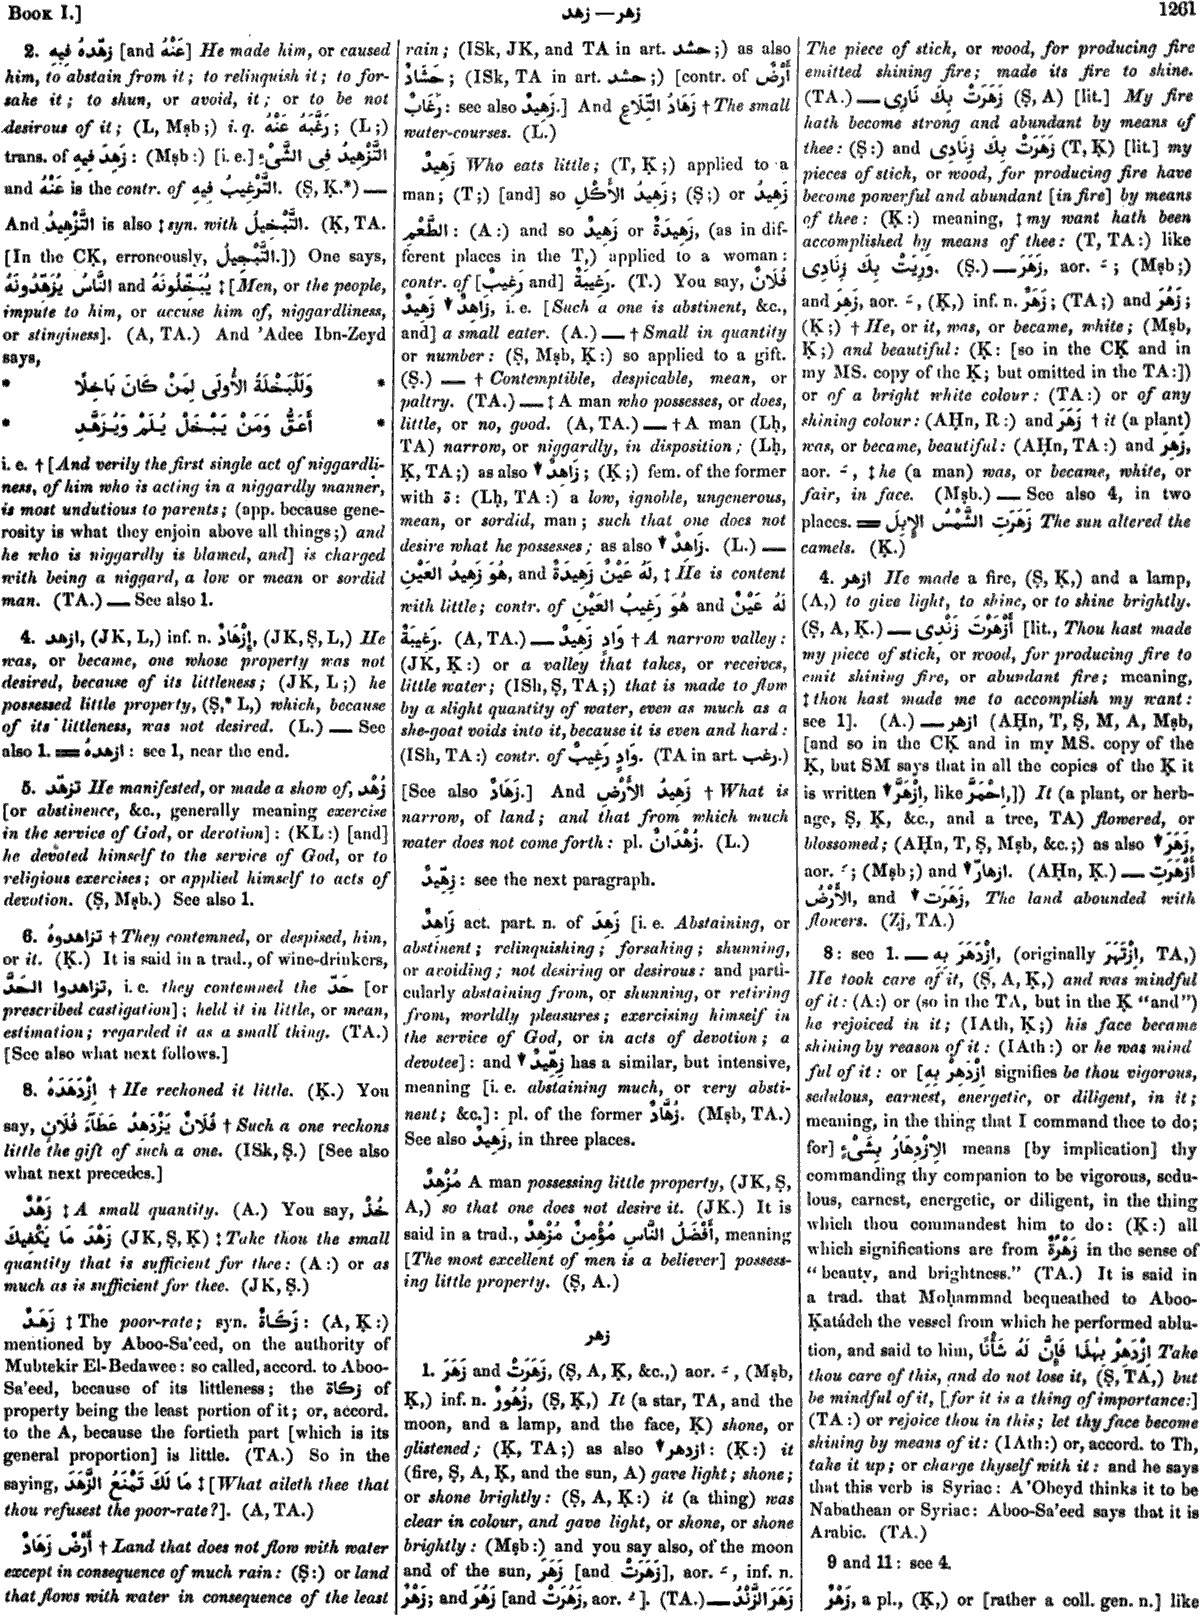 Book I.]
زهد — زهر
1261
2. زهّدهُ فِيهِ [and عَنْهُ] He made him, or caused
him, to abstain from it; to relinquish it; to for-
sake it; to shun, or avoid, it; or to be not
desirous of it; (L, Mṣb;) i. q. رَغَّبَهُ عَنْهُ; (L;)
trans. of زَهِدَ فِيهِ: (Mṣb:) [i. e.] التَّزْهِيدُ فِى الشَّىْءِ
and عَنْهُ is the contr. of التَّرْغِيبُ فِيهِ. (Ṣ, Ḳ.*) —
And التَّزْهِيدُ is also ‡ syn. with التَّبْخِيلُ. (Ḳ, TA.
[In the CḲ, erroneously, التَّبْجِيل.]) One says,
النَّاسُ يُزَهِّدُونَهُ and يُبَخِّلُونَهُ ‡ [Men, or the people,
impute to him, or accuse him of, niggardliness,
or stinginess]. (A, TA.) And 'Adee Ibn-Zeyd
says,
* وَلَلْبَخْلَةُ الأُولَى لِمَنْ كَانَ بَاخِلًا *
* أَعَقُّ وَمَنْ يَبْخَلْ يُلَمْ وَيُزَهَّدِ *
i. e. † [And verily the first single act of niggardli-
ness, of him who is acting in a niggardly manner,
is most undutious to parents; (app. because gene-
rosity is what they enjoin above all things;) and
he who is niggardly is blamed, and] is charged
with being a niggard, a low or mean or sordid
man. (TA.) — See also 1.
4. ازهد, (JK, L,) inf. n. إِزْهَادٌ, (JK, Ṣ, L,) He
was, or became, one whose property was not
desired, because of its littleness; (JK, L;) he
possessed little property, (Ṣ,* L,) which, because
of its littleness, was not desired. (L.) — See
also 1. ═ ازهدهُ: see 1, near the end.
5. تزهّد He manifested, or made a show of, زُهْد
[or abstinence, &c., generally meaning exercise
in the service of God, or devotion]: (KL:) [and]
he devoted himself to the service of God, or to
religious exercises; or applied himself to acts of
devotion. (Ṣ, Mṣb.) See also 1.
6. تزاهدوهُ † They contemned, or despised, him,
or it. (Ḳ.) It is said in a trad., of wine-drinkers,
تزاهدوا الحَدَّ, i. e. they contemned the حَدّ [or
prescribed castigation]; held it in little, or mean,
estimation; regarded it as a small thing. (TA.)
[See also what next follows.]
8. اِزْدَهَدَهُ † He reckoned it little. (Ḳ.) You
say, فُلَانٌ يَزْدَهِدُ عَطَآءَ فُلَانٍ † Such a one reckons
little the gift of such a one. (ISk, Ṣ.) [See also
what next precedes.]
زَهْدٌ ‡ A small quantity. (A.) You say, خُذْ
زَهْدَ مَا يَكْفِيكَ (JK, Ṣ, Ḳ) ‡ Take thou the small
quantity that is sufficient for thee: (A:) or as
much as is sufficient for thee. (JK, Ṣ.)
زَهَدٌ ‡ The poor-rate; syn. زَكَاةٌ: (A, Ḳ:)
mentioned by Aboo-Sa'eed, on the authority of
Mubtekir El-Bedawee: so called, accord. to Aboo-
Sa'eed, because of its littleness; the زَكَاة of
property being the least portion of it; or, accord.
to the A, because the fortieth part [which is its
general proportion] is little. (TA.) So in the
saying, مَا لَكَ تَمْنَعُ الزَّهَدَ ‡ [What aileth thee that
thou refusest the poor-rate?]. (A, TA.)
أَرْضٌ زَهَادٌ † Land that does not flow with water
except in consequence of much rain: (Ṣ:) or land
that flows with water in consequence of the least
rain; (ISk, JK, and TA in art. حشد;) as also
حَشَادٌ; (ISk, TA in art. حشد;) [contr. of أَرْضٌ
رَغَابٌ: see also زَهِيدٌ.] And زَهَادُ التِّلَاعِ † The small
water-courses. (L.)
زَهِيدٌ Who eats little; (T, Ḳ;) applied to a
man; (T;) [and] so زَهِيدُ الأَكْلِ; (Ṣ;) or زَهِيدُ
الطَّعْمِ: (A:) and so زَهِيدٌ or زَهِيدَةٌ, (as in dif-
ferent places in the T,) applied to a woman:
contr. of [رَغِيبٌ and] رَغِيبَةٌ. (T.) You say, فُلَانٌ
زَهِيدٌ ▾ زَاهِدٌ, i. e. [Such a one is abstinent, &c.,
and] a small eater. (A.) — † Small in quantity
or number: (Ṣ, Mṣb, Ḳ:) so applied to a gift.
(Ṣ.) — † Contemptible, despicable, mean, or
paltry. (TA.) — ‡ A man who possesses, or does,
little, or no, good. (A, TA.) — † A man (Lḥ,
TA) narrow, or niggardly, in disposition; (Lḥ,
Ḳ, TA;) as also ▾ زَاهِدٌ; (Ḳ;) fem. of the former
with ة: (Lḥ, TA:) a low, ignoble, ungenerous,
mean, or sordid, man; such that one does not
desire what he possesses; as also ▾ زَاهِدٌ. (L.) —
هُوَ زَهِيدُ العَيْنِ, and لَهُ عَيْنٌ زَهِيدَةٌ, ‡ He is content
with little; contr. of هُوَ رَغِيبُ العَيْنِ and لَهُ عَيْنٌ
رَغِيبَةٌ. (A, TA.) — وَادٍ زَهِيدٌ † A narrow valley:
(JK, Ḳ:) or a valley that takes, or receives,
little water; (ISh, Ṣ, TA;) that is made to flow
by a slight quantity of water, even as much as a
she-goat voids into it, because it is even and hard:
(ISh, TA:) contr. of وَادٍ رَغِيبٌ. (TA in art. رغب.)
[See also زَهَادٌ.] And زَهِيدُ الأَرْضِ † What is
narrow, of land; and that from which much
water does not come forth: pl. زُهْدَانٌ. (L.)
زِهِّيدٌ: see the next paragraph.
زَاهِدٌ act. part. n. of زَهِدَ [i. e. Abstaining, or
abstinent; relinquishing; forsaking; shunning,
or avoiding; not desiring or desirous: and parti-
cularly abstaining from, or shunning, or retiring
from, worldly pleasures; exercising himself in
the service of God, or in acts of devotion; a
devotee]: and ▾ زِهِّيدٌ has a similar, but intensive,
meaning [i. e. abstaining much, or very absti-
nent; &c.]: pl. of the former زُهَّادٌ. (Mṣb, TA.)
See also زَهِيدٌ, in three places.
مُزْهِدٌ A man possessing little property, (JK, Ṣ,
A,) so that one does not desire it. (JK.) It is
said in a trad., أَفْضَلُ النَّاسِ مُؤْمِنٌ مُزْهِدٌ, meaning
[The most excellent of men is a believer] possess-
ing little property. (Ṣ, A.)
زهر
1. زَهَرَ and زَهَرَتْ, (Ṣ, A, Ḳ, &c.,) aor. ـَ, (Mṣb,
Ḳ,) inf. n. زُهُورٌ, (Ṣ, Ḳ,) It (a star, TA, and the
moon, and a lamp, and the face, Ḳ) shone, or
glistened; (Ḳ, TA;) as also ▾ ازدهر: (Ḳ:) it
(fire, Ṣ, A, Ḳ, and the sun, A) gave light; shone;
or shone brightly: (Ṣ, A, Ḳ:) it (a thing) was
clear in colour, and gave light, or shone, or shone
brightly: (Mṣb:) and you say also, of the moon
and of the sun, زَهَرَ [and زَهَرَتْ], aor. ـَ, inf. n.
زَهْرٌ; and زَهُرَ [and زَهُرَتْ, aor. ـُ]. (TA.) — زَهَرَ الزَّنْدُ
The piece of stick, or wood, for producing fire
emitted shining fire; made its fire to shine.
(TA.) — زَهَرَتْ بِكَ نَارِى (Ṣ, A) [lit.] My fire
hath become strong and abundant by means of
thee: (Ṣ:) and زَهَرَتْ بِكَ زِنَادِى (T, Ḳ) [lit.] my
pieces of stick, or wood, for producing fire have
become powerful and abundant [in fire] by means
of thee: (Ḳ:) meaning, ‡ my want hath been
accomplished by means of thee: (T, TA:) like
وَرِيَتْ بِكَ زِنَادِى. (Ṣ.) — زَهَرَ, aor. ـَ; (Mṣb;)
and زَهِرَ, aor. ـَ, (Ḳ,) inf. n. زَهَرٌ; (TA;) and زَهُرَ;
(Ḳ;) † He, or it, was, or became, white; (Mṣb,
Ḳ;) and beautiful: (Ḳ: [so in the CḲ and in
my MS. copy of the Ḳ; but omitted in the TA:])
or of a bright white colour: (TA:) or of any
shining colour: (AḤn, R:) and زَهَرَ † it (a plant)
was, or became, beautiful: (AḤn, TA:) and زَهِرَ,
aor. ـَ, ‡ he (a man) was, or became, white, or
fair, in face. (Mṣb.) — See also 4, in two
places. ═ زَهَرَتِ الشَّمْسُ الإِبِلَ The sun altered the
camels. (Ḳ.)
4. ازهر He made a fire, (Ṣ, Ḳ,) and a lamp,
(A,) to give light, to shine, or to shine brightly.
(Ṣ, A, Ḳ.) — أَزْهَرْتَ زَنْدِى [lit., Thou hast made
my piece of stick, or wood, for producing fire to
emit shining fire, or abundant fire; meaning,
‡ thou hast made me to accomplish my want:
see 1]. (A.) — ازهر (AḤn, T, Ṣ, M, A, Mṣb,
[and so in the CḲ and in my MS. copy of the
Ḳ, but SM says that in all the copies of the Ḳ it
is written ▾ اِزْهَرَّ, like اِحْمَرَّ,]) It (a plant, or herb-
age, Ṣ, Ḳ, &c., and a tree, TA) flowered, or
blossomed; (AḤn, T, Ṣ, Mṣb, &c.;) as also ▾ زَهَرَ,
aor. ـَ; (Mṣb;) and ▾ ازهارّ. (AḤn, Ḳ.) — أَزْهَرَتِ
الأَرْضُ, and ▾ زَهَرَت, The land abounded with
flowers. (Zj, TA.)
8: see 1. — اِزْدَهَرَ بِهِ, (originally اِزْتَهَرَ, TA,)
He took care of it, (Ṣ, A, Ḳ,) and was mindful
of it: (A:) or (so in the TA, but in the Ḳ "and")
he rejoiced in it; (IAth, Ḳ;) his face became
shining by reason of it: (IAth:) or he was mind
ful of it: or [اِزْدَهِرْ بِهِ signifies be thou vigorous,
sedulous, earnest, energetic, or diligent, in it;
meaning, in the thing that I command thee to do;
for] الاِزْدِهَارُ بِشَىْءٍ means [by implication] thy
commanding thy companion to be vigorous, sedu-
lous, earnest, energetic, or diligent, in the thing
which thou commandest him to do: (Ḳ:) all
which significations are from زَهْرَةٌ in the sense of
"beauty, and brightness." (TA.) It is said in
a trad. that Moḥammad bequeathed to Aboo-
Ḳatádeh the vessel from which he performed ablu-
tion, and said to him, اِزْدَهِرْ بِهٰذَا فَإِنَّ لَهُ شَأْنًا Take
thou care of this, and do not lose it, (Ṣ, TA,) but
be mindful of it, [for it is a thing of importance:]
(TA:) or rejoice thou in this; let thy face become
shining by means of it: (IAth:) or, accord. to Th,
take it up; or charge thyself with it: and he says
that this verb is Syriac: A'Obeyd thinks it to be
Nabathean or Syriac: Aboo-Sa'eed says that it is
Arabic. (TA.)
9 and 11: see 4.
زَهْرٌ, a pl., (Ḳ,) or [rather a coll. gen. n.] like